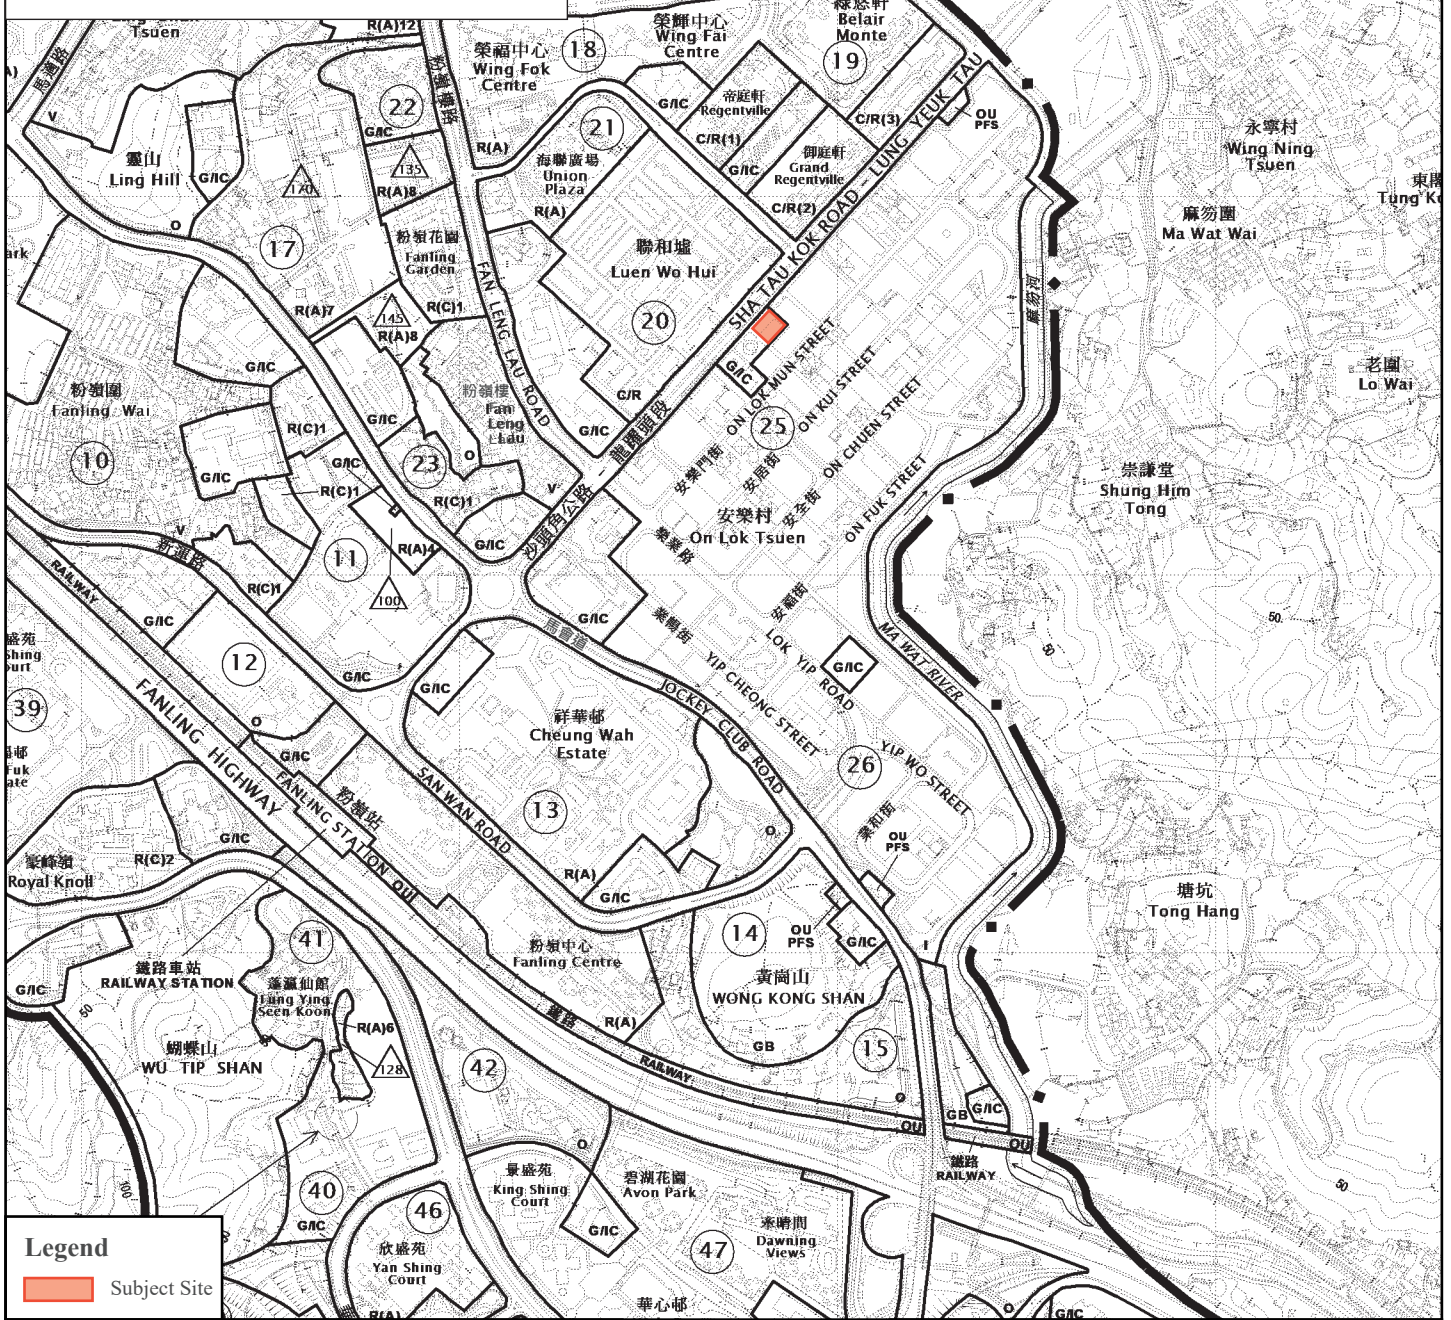 Tsuen
R(A)12
馬適路
V
靈山
Ling Hill
G/IC
O
170
17
R(A)7
22
G/IC
135
R(A)8
粉嶺樓路
粉嶺花園
Fanling
Garden
R(C)1
145
R(A)8
榮福中心
Wing Fok
Centre
18
R(A)
榮輝中心
Wing Fai
Centre
G/IC
帝庭軒
Regentville
C/R(1)
G/IC
Belair
Monte
19
C/R(3)
御庭軒
Grand
Regentville
C/R(2)
OU
PFS
21
海聯廣場
Union
Plaza
R(A)
聯和墟
Luen Wo Hui
20
C/R
G/IC
SHA TAU KOK ROAD – LUNG YEUK TAU
沙頭角公路 – 龍躍頭段
FAN LENG LAU ROAD
永寧村
Wing Ning
Tsuen
麻笏圍
Ma Wat Wai
麻笏河
老圍
Lo Wai
崇謙堂
Shung Him
Tong
G/IC
粉嶺圍
Fanling Wai
10
G/IC
R(C)1
G/IC
G/IC
R(C)1
G/IC
23
R(C)1
粉嶺樓
Fan
Leng
Lau
O
V
G/IC
G/IC
ON LOK MUN STREET
25
ON KUI STREET
ON CHUEN STREET
ON FUK STREET
安樂門街
安居街
安全街
安樂村
On Lok Tsuen
樂業路
安福街
業暢街
LOK YIP ROAD
G/IC
YIP CHEONG STREET
MA WAT RIVER
50
50
V
新運路
RAILWAY
11
R(A)4
100
R(C)1
G/IC
12
G/IC
G/IC
馬會道
JOCKEY CLUB ROAD
39
O
G/IC
G/IC
祥華邨
Cheung Wah
Estate
13
R(A)
G/IC
O
26
YIP WO STREET
業和街
OU
PFS
FANLING HIGHWAY
FANLING STATION
粉嶺站
OU
SAN WAN ROAD
G/IC
R(C)2
豪峰嶺
Royal Knoll
塘坑
Tong Hang
14
OU
PFS
G/IC
I
黃崗山
WONG KONG SHAN
GB
15
O
粉嶺中心
Fanling Centre
R(A)
鐵路
RAILWAY
41
鐵路車站
RAILWAY STATION
蓬瀛仙館
Fung Ying
Seen Koon
G/IC
50
蝴蝶山
WU TIP SHAN
R(A)6
128
42
GB
G/IC
OU
OU
鐵路
RAILWAY
50
100
40
G/IC
O
景盛苑
King Shing
Court
46
欣盛苑
Yan Shing
Court
R(A)
碧湖花園
Avon Park
G/IC
47
Dawning
Views
華心邨
O
G/IC
Legend
Subject Site